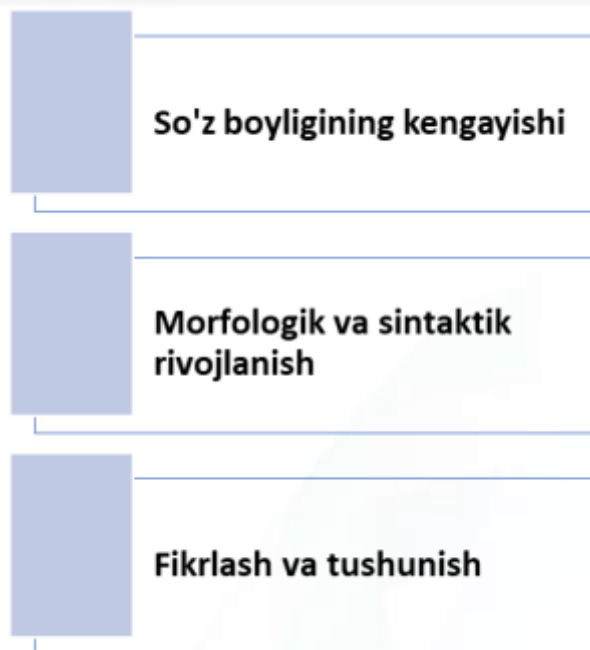 So'z boyligining kengayishi
Morfologik va sintaktik
rivojlanish
Fikrlash va tushunish